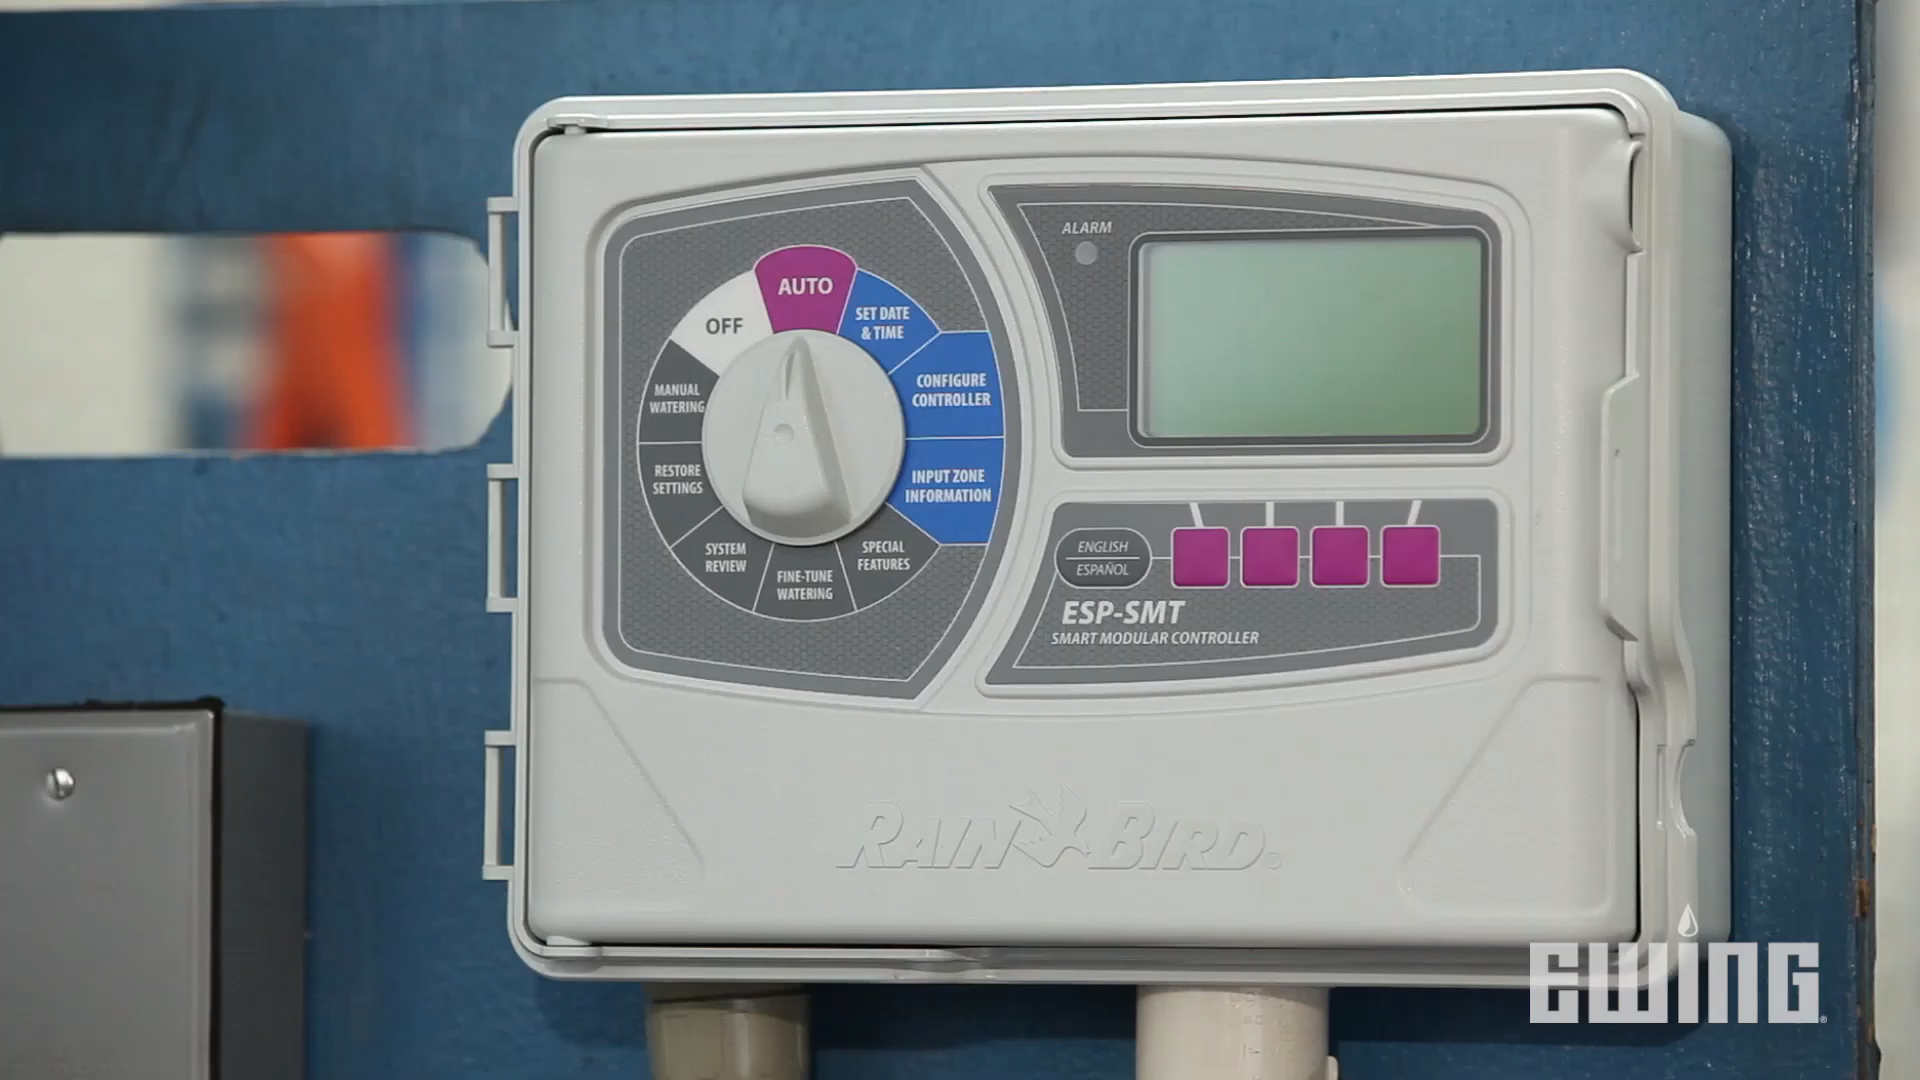 AUTO
OFF
SET DATE
& TIME
CONFIGURE
CONTROLLER
INPUT ZONE
INFORMATION
SPECIAL
FEATURES
FINE-TUNE
WATERING
SYSTEM
REVIEW
RESTORE
SETTINGS
MANUAL
WATERING
ALARM
ENGLISH
ESPAÑOL
ESP-SMT
SMART MODULAR CONTROLLER
RAIN BIRD®
EWING®